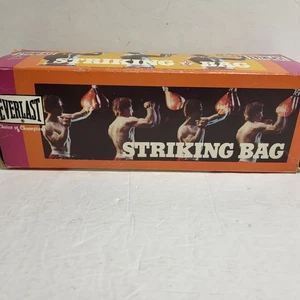 STRIKING BAG
EVERLAST
Choice of Champions
STRIKING BAG